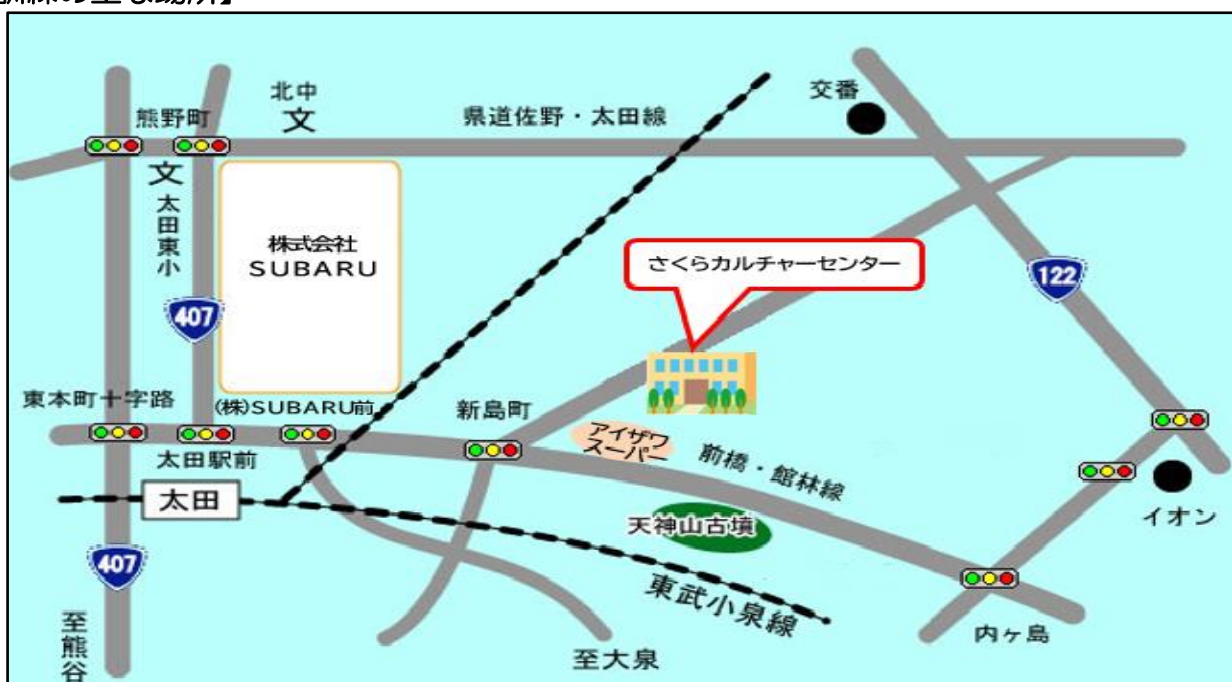 の主な場所】
北中
文
交番
熊野町
県道佐野・太田線
文
太田東小
株式会社
SUBARU
さくらカルチャーセンター
122
407
東本町十字路
(株)SUBARU前
新島町
アイザワ
スーパー
太田駅前
前橋・館林線
太田
天神山古墳
イオン
407
東武小泉線
内ヶ島
至熊谷
至大泉